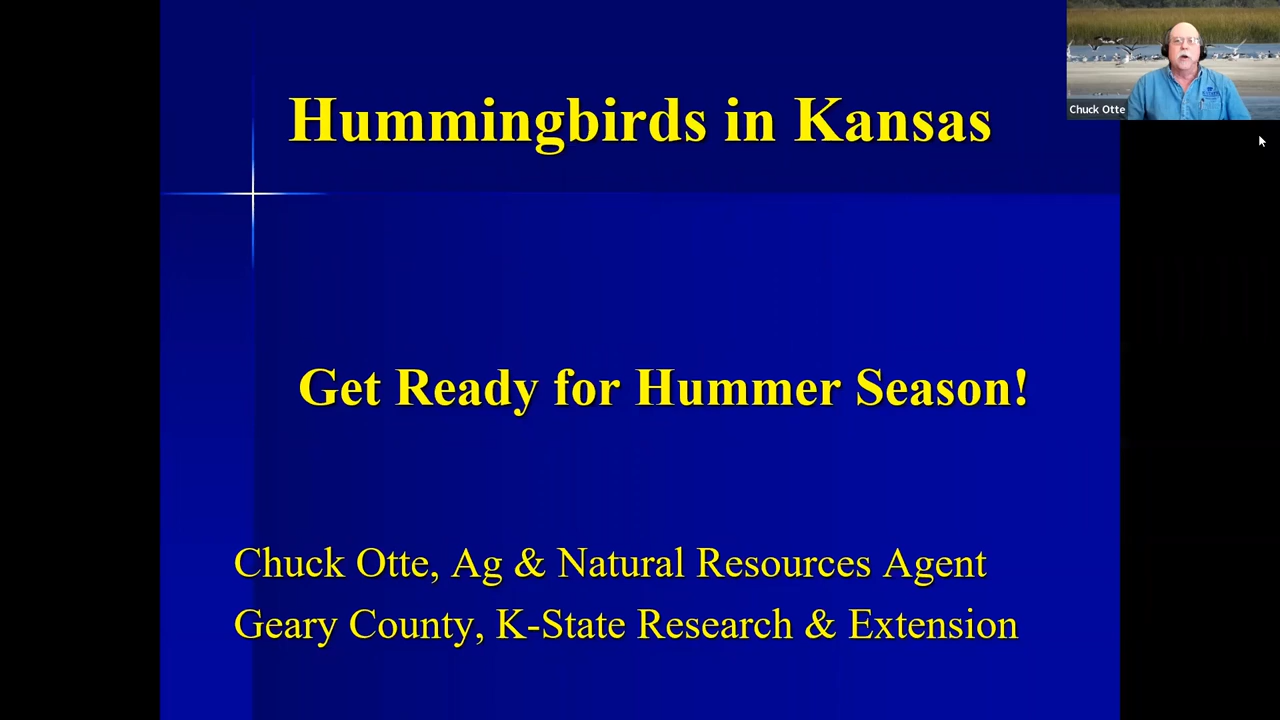 Hummingbirds in Kansas
Chuck Otte
Get Ready for Hummer Season!
Chuck Otte, Ag & Natural Resources Agent
Geary County, K-State Research & Extension